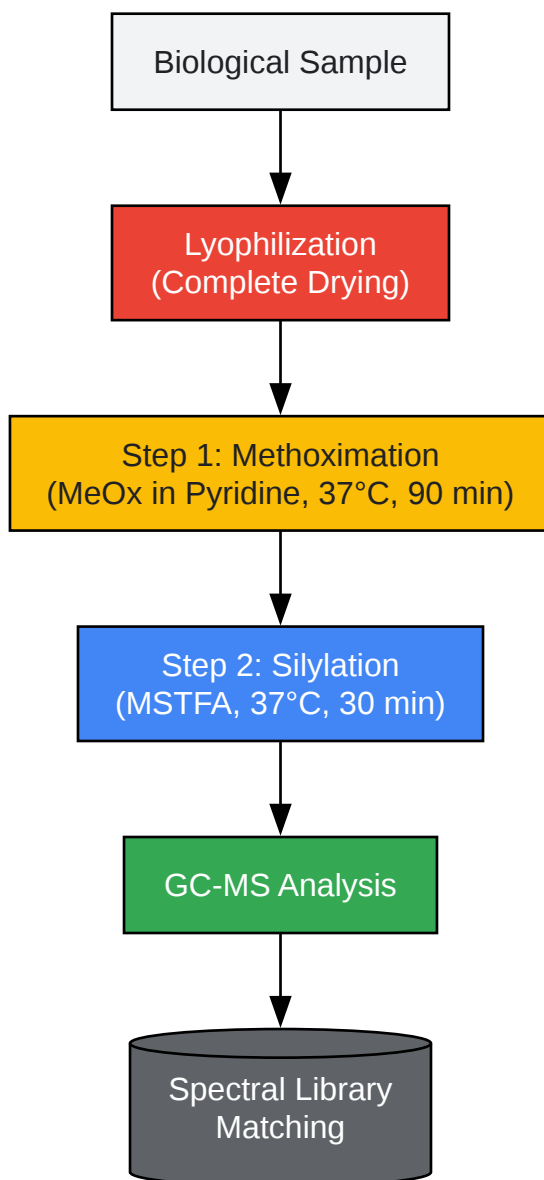 Biological Sample
Lyophilization
(Complete Drying)
Step 1: Methoximation
(MeOx in Pyridine, 37°C, 90 min)
Step 2: Silylation
(MSTFA, 37°C, 30 min)
GC-MS Analysis
Spectral Library
Matching